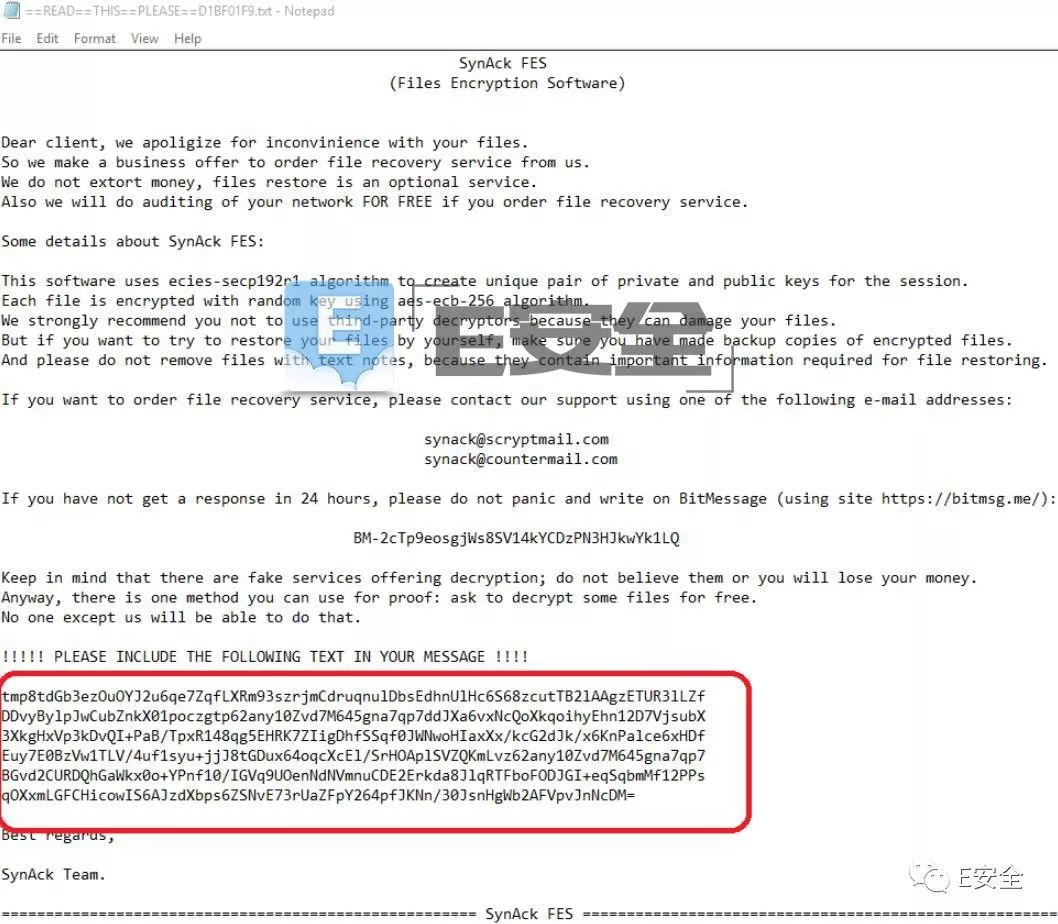 ==READ==THIS==PLEASE==D1BF01F9.txt - Notepad
File Edit Format View Help
SynAck FES
(Files Encryption Software)
Dear client, we apoligize for inconvinience with your files.
So we make a business offer to order file recovery service from us.
We do not extort money, files restore is an optional service.
Also we will do auditing of your network FOR FREE if you order file recovery service.
Some details about SynAck FES:
This software uses ecies-secp192r1 algorithm to create unique pair of private and public keys for the session.
Each file is encrypted with random key using aes-ecb-256 algorithm.
We strongly recommend you not to use third-party decryptors because they can damage your files.
But if you want to try to restore your files by yourself, make sure you have made backup copies of encrypted files.
And please do not remove files with text notes, because they contain important information required for file restoring.
E安全
If you want to order file recovery service, please contact our support using one of the following e-mail addresses:
synack@scryptmail.com
synack@countermail.com
If you have not get a response in 24 hours, please do not panic and write on BitMessage (using site https://bitmsg.me/):
BM-2cTp9eosgjWs8SV14kYCDzPN3HJkwYk1LQ
Keep in mind that there are fake services offering decryption; do not believe them or you will lose your money.
Anyway, there is one method you can use for proof: ask to decrypt some files for free.
No one except us will be able to do that.
!!!!! PLEASE INCLUDE THE FOLLOWING TEXT IN YOUR MESSAGE !!!!
tmp8tdGb3ezOuOYJ2u6qe7ZqfLXRm93szrjmCdruqnulDbsEdhnUlHc6S68zcutTB2lAAgzETUR31LZf
DDvyBylpJwCubZnkX01poczgtp62any10Zvd7M645gna7qp7ddJXa6vxNcQoXkqoihyEhn12D7VjsubX
3XkgHxVp3kDvQI+PaB/TpxR148qg5EHRK7ZIigDhfSSqf0JWNwoHIaxXx/kcG2dJk/x6KnPalce6xHDf
Euy7E0BzVw1TLV/4uf1syu+jjJ8tGDux64oqcXcEl/SrHOAplSVZQKmLvz62any10Zvd7M645gna7qp7
BGvd2CURDQhGaWkx0o+YPnf10/IGVq9UOenNdNVmnuCDE2Erkda8JlqRTFboFODJGI+eqSqbmMf12PPs
qOXxmLGFCHicowIS6AJzdXbps6ZSNvE73rUaZFpY264pfJKNn/30JsnHgWb2AFVpvJnNcDM=
Best regards,
SynAck Team.
E安全
====================================================== SynAck FES ======================================================